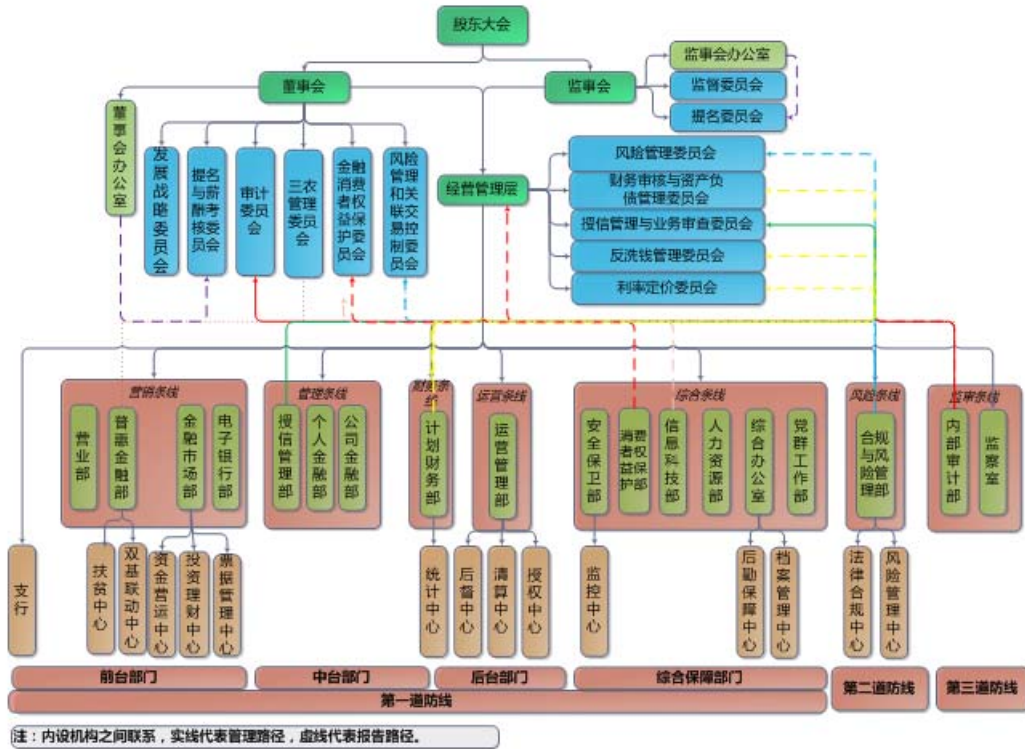 股东大会
董事会
监事会
监事会办公室
监督委员会
提名委员会
董事会办公室
发展战略委员会
提名与薪酬考核委员会
审计委员会
三农管理委员会
金融消费者权益保护委员会
风险管理和关联交易控制委员会
经营管理层
风险管理委员会
财务审核与资产负
债管理委员会
授信管理与业务审查委员会
反洗钱管理委员会
利率定价委员会
营销条线
管理条线
财务条线
运营条线
综合条线
风险条线
监审条线
营业部
普惠金融部
金融市场部
电子银行部
授信管理部
个人金融部
公司金融部
计划财务部
运营管理部
安全保卫部
消费者权益保护部
信息科技部
人力资源部
综合办公室
党群工作部
合规与风险管理部
内部审计部
监察室
支行
扶贫中心
双基联动中心
资金营运中心
投资理财中心
票据管理中心
统计中心
后督中心
清算中心
授权中心
监控中心
后勤保障中心
档案管理中心
法律合规中心
风险管理中心
前台部门
中台部门
后台部门
综合保障部门
第二道防线
第三道防线
第一道防线
注：内设机构之间联系，实线代表管理路径，虚线代表报告路径。